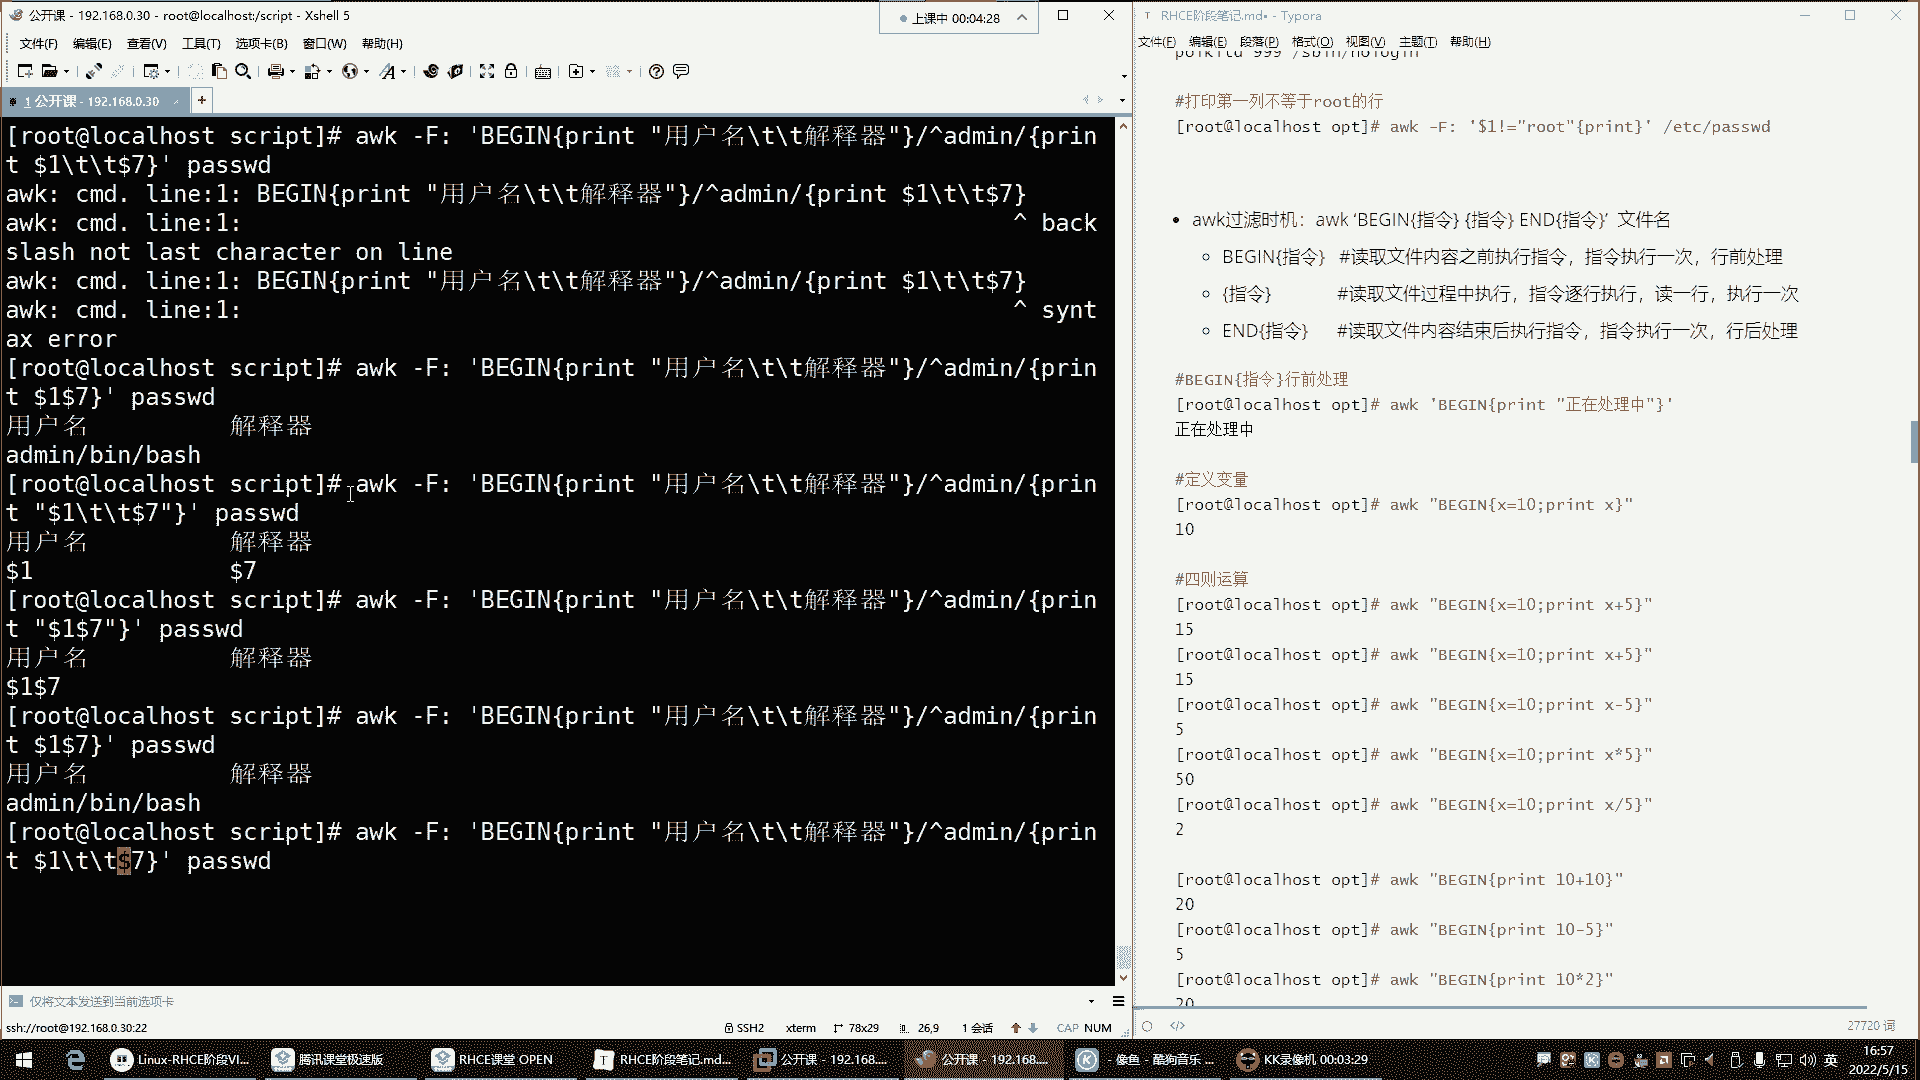 公开课 - 192.168.0.30 - root@localhost:/script - Xshell 5
上课中 00:04:28
文件(F) 编辑(E) 查看(V) 工具(T) 选项卡(B) 窗口(W) 帮助(H)
1 公开课 - 192.168.0.30
[root@localhost script]# awk -F: 'BEGIN{print "用户名\t\t解释器"}/^admin/{prin
t $1\t\t$7}' passwd
awk: cmd. line:1: BEGIN{print "用户名\t\t解释器"}/^admin/{print $1\t\t$7}
awk: cmd. line:1: ^ back
slash not last character on line
awk: cmd. line:1: BEGIN{print "用户名\t\t解释器"}/^admin/{print $1\t\t$7}
awk: cmd. line:1: ^ synt
ax error
[root@localhost script]# awk -F: 'BEGIN{print "用户名\t\t解释器"}/^admin/{prin
t $1$7}' passwd
用户名 解释器
admin/bin/bash
[root@localhost script]# awk -F: 'BEGIN{print "用户名\t\t解释器"}/^admin/{prin
t "$1\t\t$7"}' passwd
用户名 解释器
$1 $7
[root@localhost script]# awk -F: 'BEGIN{print "用户名\t\t解释器"}/^admin/{prin
t "$1$7"}' passwd
用户名 解释器
$1$7
[root@localhost script]# awk -F: 'BEGIN{print "用户名\t\t解释器"}/^admin/{prin
t $1$7}' passwd
用户名 解释器
admin/bin/bash
[root@localhost script]# awk -F: 'BEGIN{print "用户名\t\t解释器"}/^admin/{prin
t $1\t\t$7}' passwd
仅将文本发送到当前选项卡
ssh://root@192.168.0.30:22 SSH2 xterm 78x29 26,9 1 会话 CAP NUM
RHCE阶段笔记.md• - Typora
文件(F) 编辑(E) 段落(P) 格式(O) 视图(V) 主题(T) 帮助(H)
polkitd 999 /sbin/nologin
#打印第一列不等于root的行
[root@localhost opt]# awk -F: '$1!="root"{print}' /etc/passwd
• awk过滤时机：awk ‘BEGIN{指令} {指令} END{指令}’ 文件名
BEGIN{指令} #读取文件内容之前执行指令，指令执行一次，行前处理
{指令} #读取文件过程中执行，指令逐行执行，读一行，执行一次
END{指令} #读取文件内容结束后执行指令，指令执行一次，行后处理
#BEGIN{指令}行前处理
[root@localhost opt]# awk 'BEGIN{print "正在处理中"}'
正在处理中
#定义变量
[root@localhost opt]# awk "BEGIN{x=10;print x}"
10
#四则运算
[root@localhost opt]# awk "BEGIN{x=10;print x+5}"
15
[root@localhost opt]# awk "BEGIN{x=10;print x+5}"
15
[root@localhost opt]# awk "BEGIN{x=10;print x-5}"
5
[root@localhost opt]# awk "BEGIN{x=10;print x*5}"
50
[root@localhost opt]# awk "BEGIN{x=10;print x/5}"
2
[root@localhost opt]# awk "BEGIN{print 10+10}"
20
[root@localhost opt]# awk "BEGIN{print 10-5}"
5
[root@localhost opt]# awk "BEGIN{print 10*2}"
20
27720 词
Linux-RHCE阶段VI... 腾讯课堂极速版 RHCE课堂 OPEN RHCE阶段笔记.md... 公开课 - 192.168.... 公开课 - 192.168.... - 像鱼 - 酷狗音乐 ... KK录像机 00:03:29 英 16:57
2022/5/15